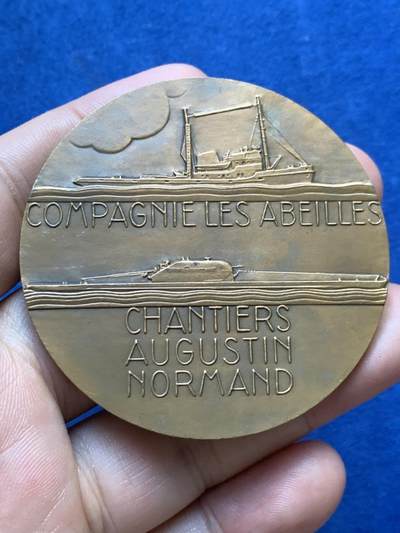 COMPAGNIE LES ABEILLES
CHANTIERS
AUGUSTIN
NORMAND